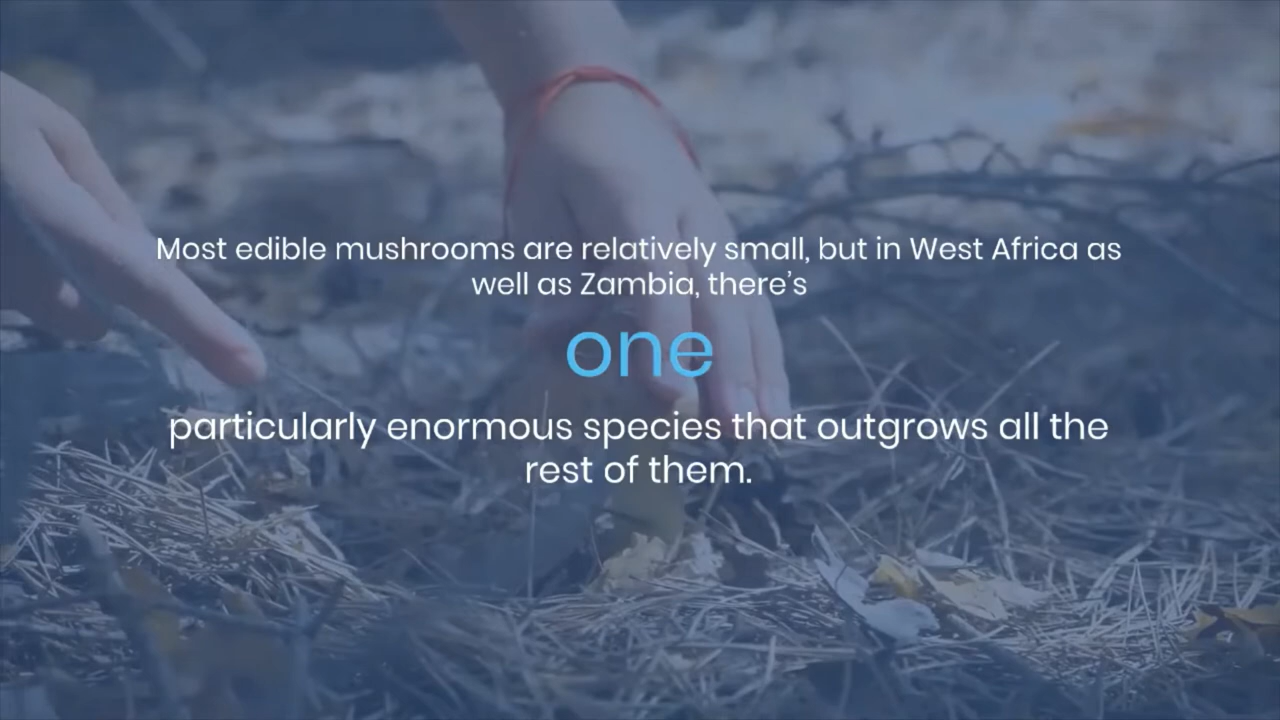 Most edible mushrooms are relatively small, but in West Africa as
well as Zambia, there’s
one
particularly enormous species that outgrows all the
rest of them.